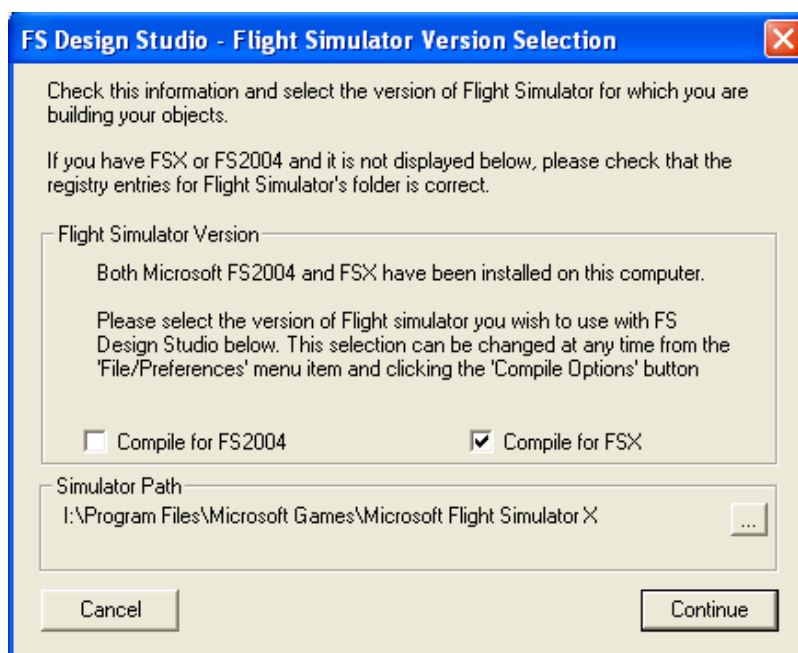 FS Design Studio - Flight Simulator Version Selection
Check this information and select the version of Flight Simulator for which you are
building your objects.
If you have FSX or FS2004 and it is not displayed below, please check that the
registry entries for Flight Simulator's folder is correct.
Flight Simulator Version
Both Microsoft FS2004 and FSX have been installed on this computer.
Please select the version of Flight simulator you wish to use with FS
Design Studio below. This selection can be changed at any time from the
'File/Preferences' menu item and clicking the 'Compile Options' button
Compile for FS2004
Compile for FSX
Simulator Path
I:\Program Files\Microsoft Games\Microsoft Flight Simulator X
...
Cancel
Continue